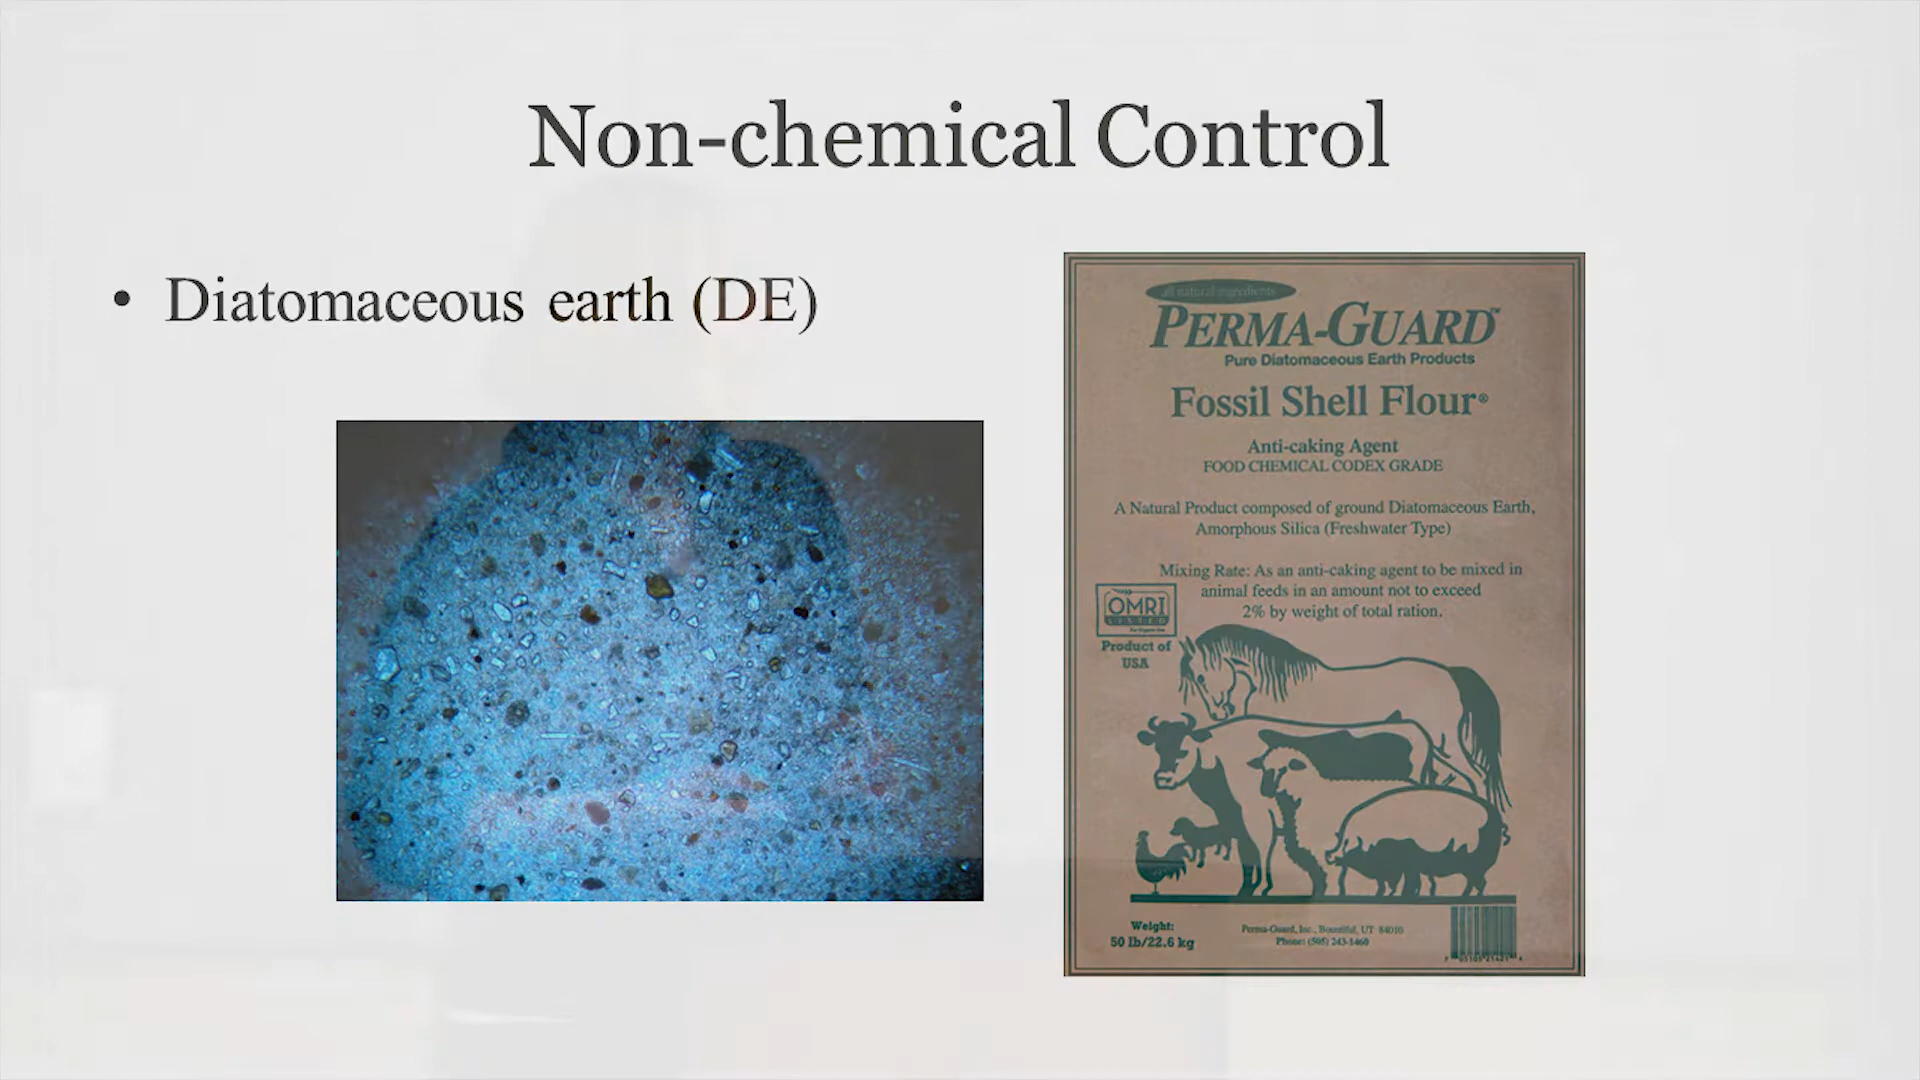 Non-chemical Control
• Diatomaceous earth (DE)
all natural ingredients
PERMA-GUARD™
Pure Diatomaceous Earth Products
Fossil Shell Flour®
Anti-caking Agent
FOOD CHEMICAL CODEX GRADE
A Natural Product composed of ground Diatomaceous Earth,
Amorphous Silica (Freshwater Type)
Mixing Rate: As an anti-caking agent to be mixed in
animal feeds in an amount not to exceed
2% by weight of total ration.
OMRI
LISTED
For Organic Use
Product of
USA
Weight:
50 lb/22.6 kg
Perma-Guard, Inc., Bountiful, UT 84010
Phone: (505) 243-1460